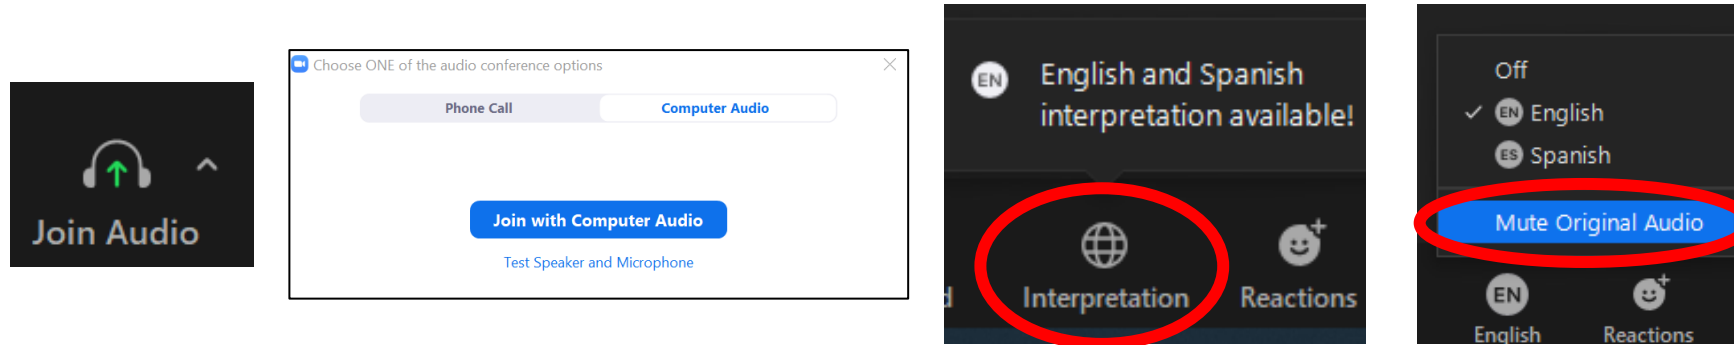 Join Audio
Choose ONE of the audio conference options
Phone Call
Computer Audio
Join with Computer Audio
Test Speaker and Microphone
EN
English and Spanish
interpretation available!
Interpretation
Reactions
Off
EN English
ES Spanish
Mute Original Audio
EN
English
Reactions